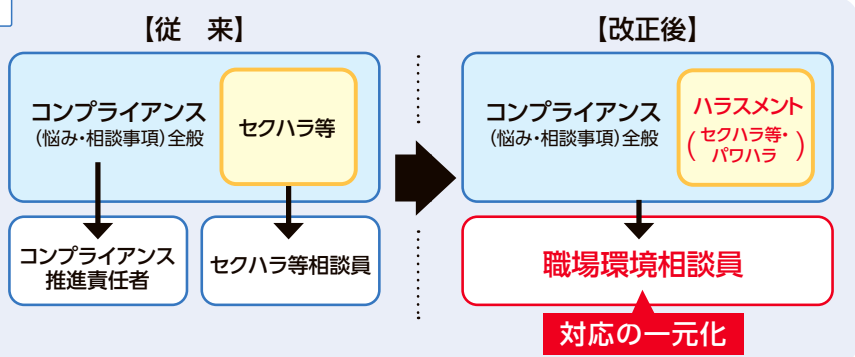 【従　来】
コンプライアンス
(悩み・相談事項)全般
セクハラ等
コンプライアンス
推進責任者
セクハラ等相談員
【改正後】
コンプライアンス
(悩み・相談事項)全般
ハラスメント
(セクハラ等・
パワハラ)
職場環境相談員
対応の一元化